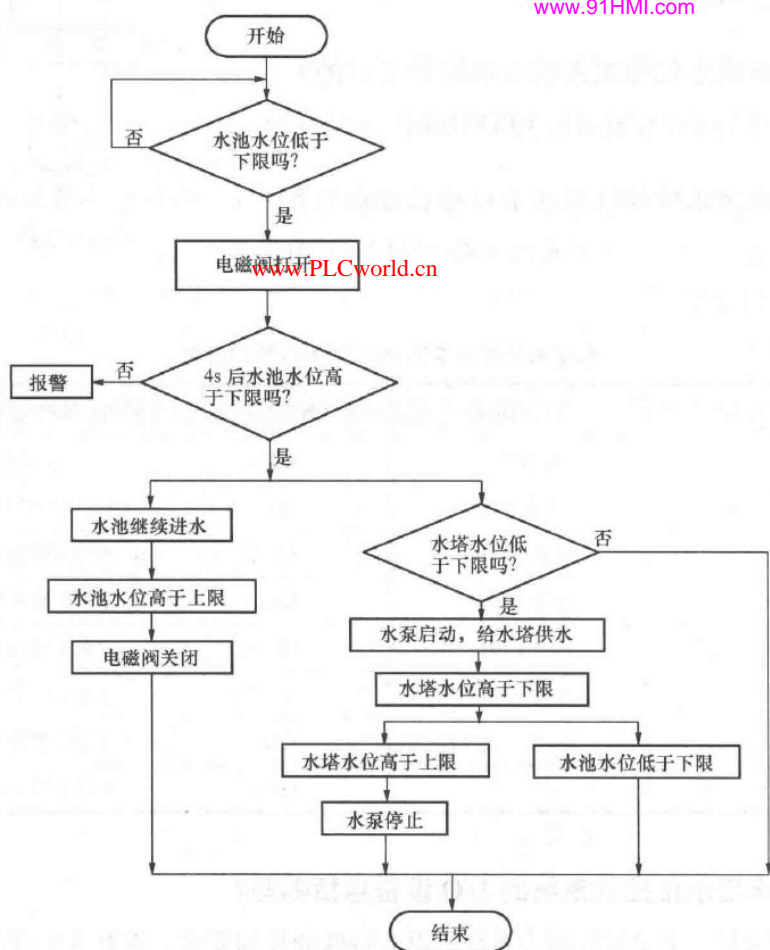 www.91HMI.com
开始
否
水池水位低于
下限吗?
是
电磁阀打开
www.PLCworld.cn
报警
否
4s 后水池水位高
于下限吗?
是
水池继续进水
水塔水位低
于下限吗?
否
水池水位高于上限
是
水泵启动，给水塔供水
电磁阀关闭
水塔水位高于下限
水塔水位高于上限
水池水位低于下限
水泵停止
结束